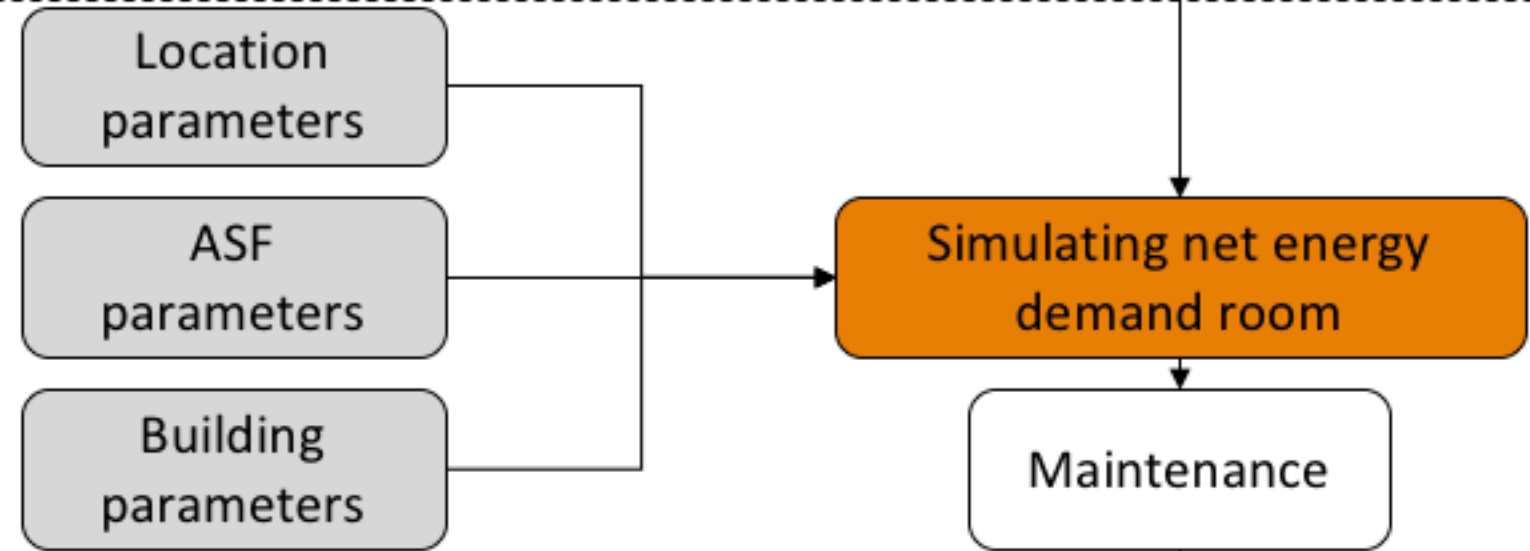 Location
parameters
ASF
parameters
Building
parameters
Simulating net energy
demand room
Maintenance